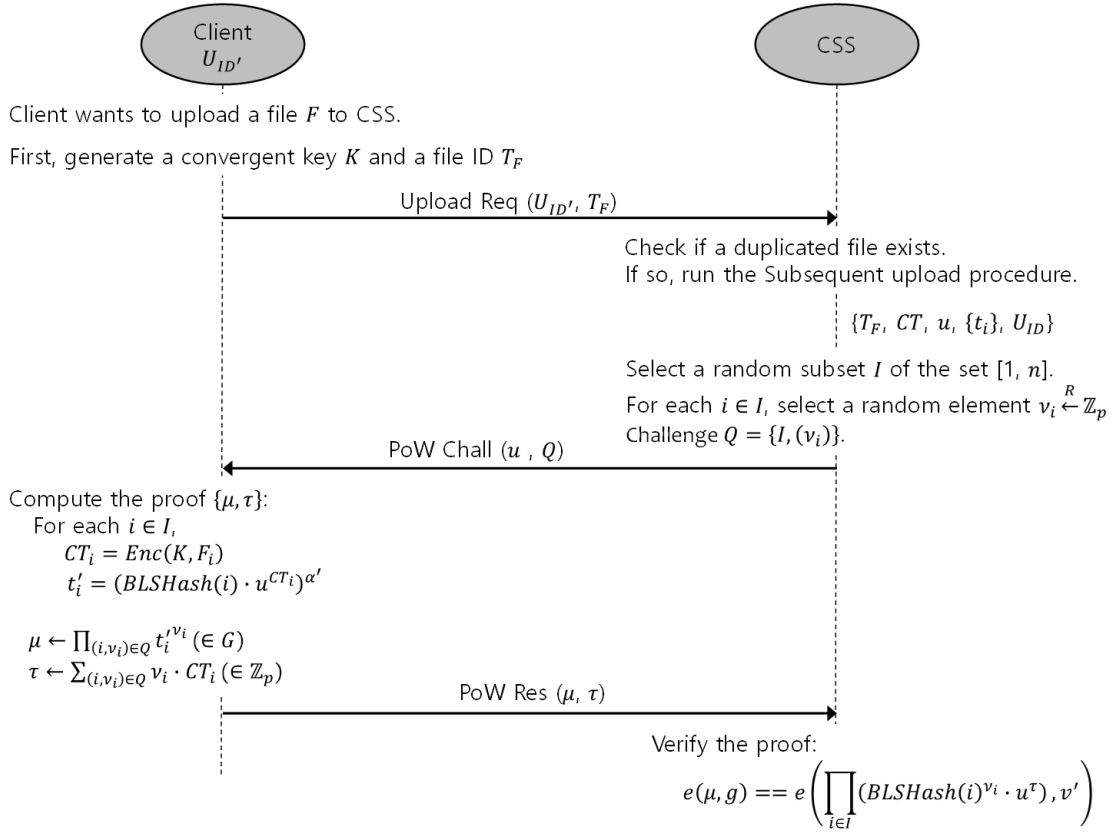 Client
U_{ID'}
CSS
Client wants to upload a file F to CSS.
First, generate a convergent key K and a file ID T_F
Upload Req (U_{ID'}, T_F)
Check if a duplicated file exists.
If so, run the Subsequent upload procedure.
{T_F, CT, u, {t_i}, U_{ID}}
Select a random subset I of the set [1, n].
For each i ∈ I, select a random element ν_i ←^R ℤ_p
Challenge Q = {I, (ν_i)}.
PoW Chall (u , Q)
Compute the proof {μ, τ}:
For each i ∈ I,
CT_i = Enc(K, F_i)
t_i' = (BLSHash(i) · u^{CT_i})^{α'}
μ ← ∏_{(i,ν_i)∈Q} t_i'^{ν_i} (∈ G)
τ ← ∑_{(i,ν_i)∈Q} ν_i · CT_i (∈ ℤ_p)
PoW Res (μ, τ)
Verify the proof:
e(μ, g) == e(∏_{i∈I} (BLSHash(i)^{ν_i} · u^τ), v')